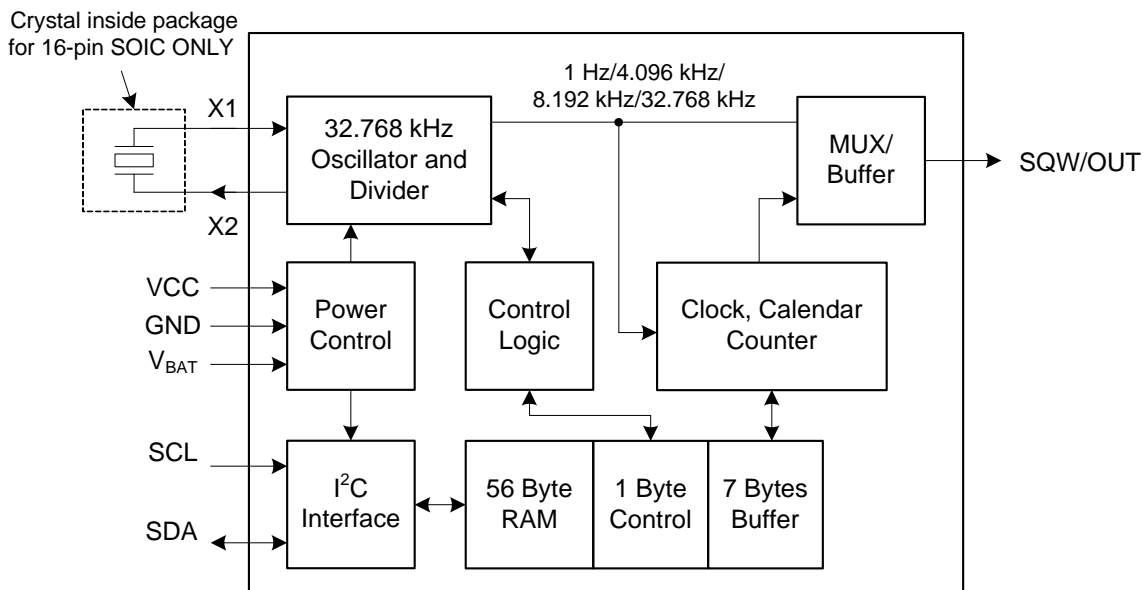 Crystal inside package
for 16-pin SOIC ONLY
1 Hz/4.096 kHz/
8.192 kHz/32.768 kHz
X1
32.768 kHz
Oscillator and
Divider
MUX/
Buffer
SQW/OUT
X2
VCC
GND
VBAT
Power
Control
Control
Logic
Clock, Calendar
Counter
SCL
SDA
I2C
Interface
56 Byte
RAM
1 Byte
Control
7 Bytes
Buffer